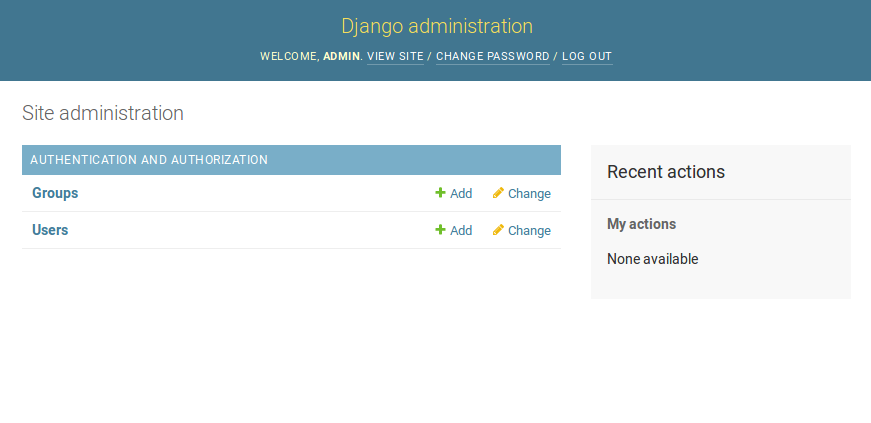 Django administration
WELCOME, ADMIN. VIEW SITE / CHANGE PASSWORD / LOG OUT
Site administration
AUTHENTICATION AND AUTHORIZATION
Groups Add Change
Users Add Change
Recent actions
My actions
None available